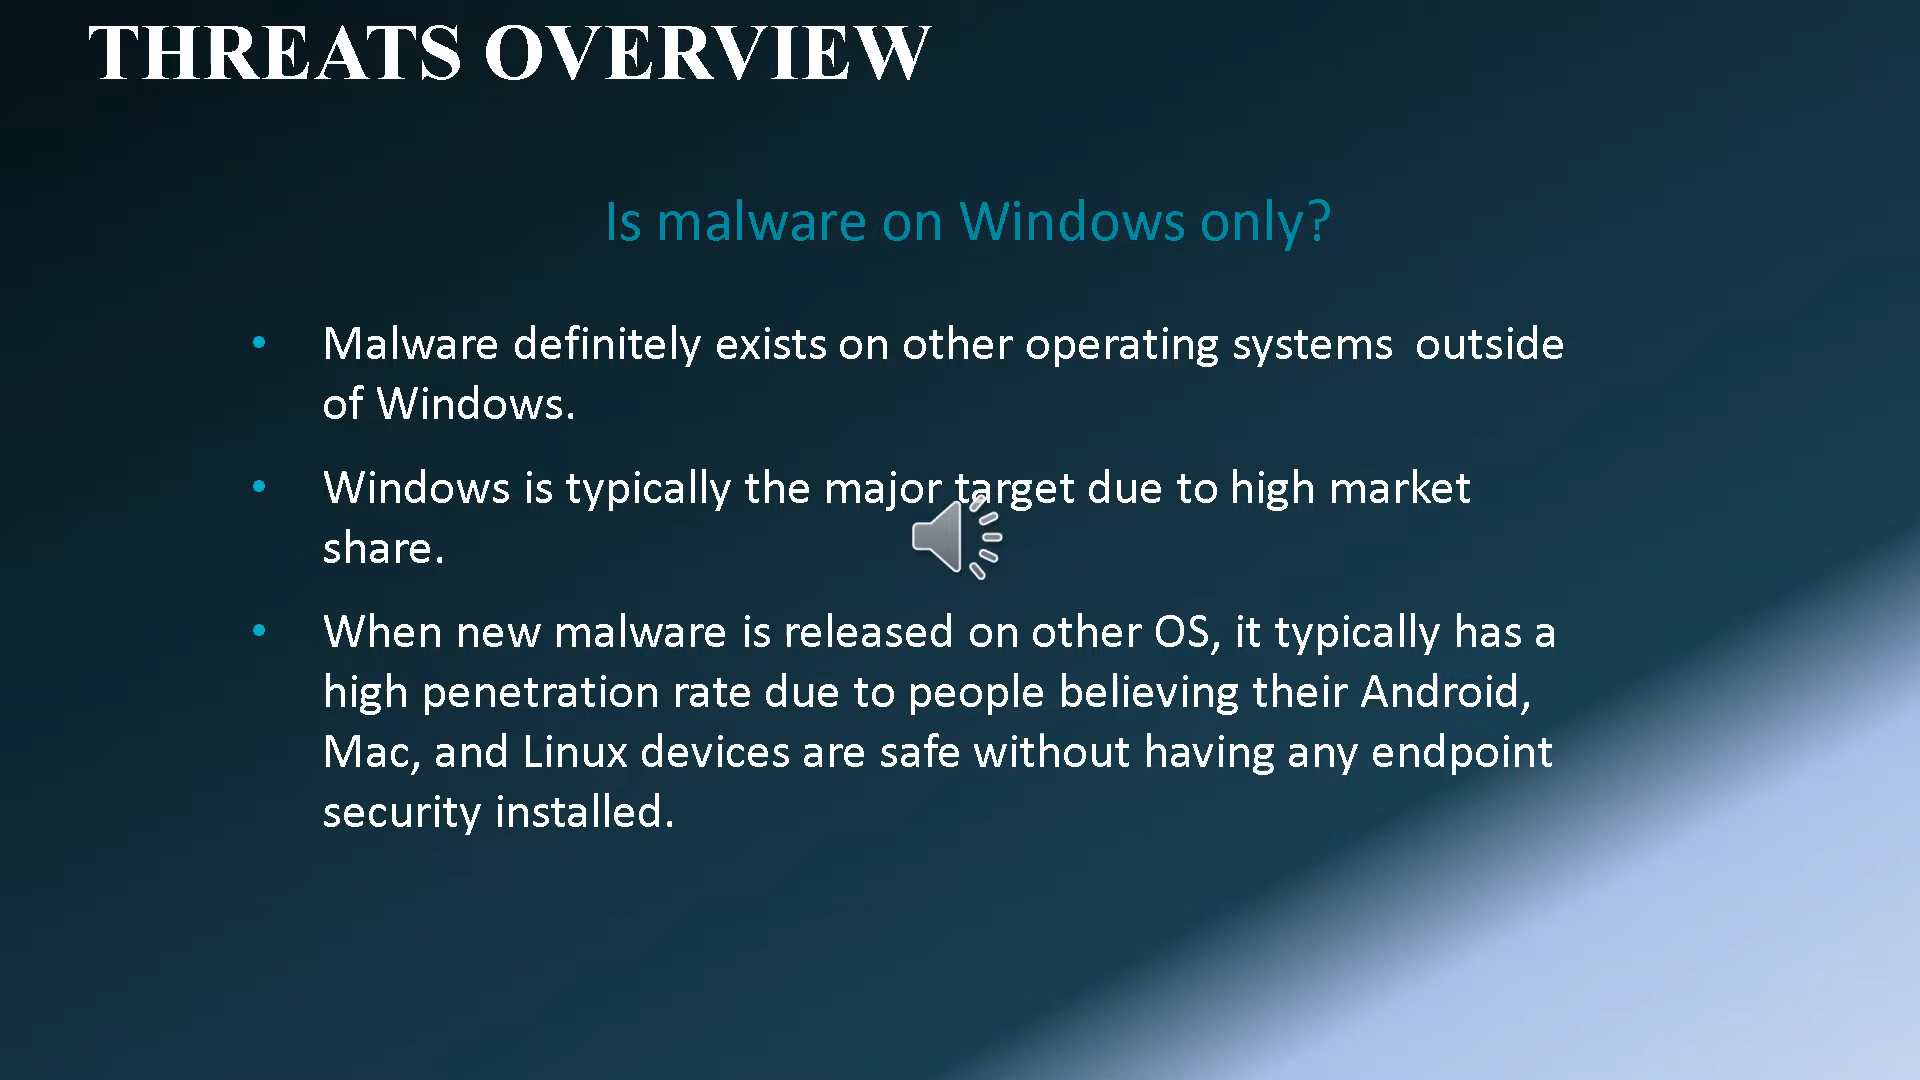 THREATS OVERVIEW
Is malware on Windows only?
• Malware definitely exists on other operating systems  outside
of Windows.
• Windows is typically the major target due to high market
share.
• When new malware is released on other OS, it typically has a
high penetration rate due to people believing their Android,
Mac, and Linux devices are safe without having any endpoint
security installed.